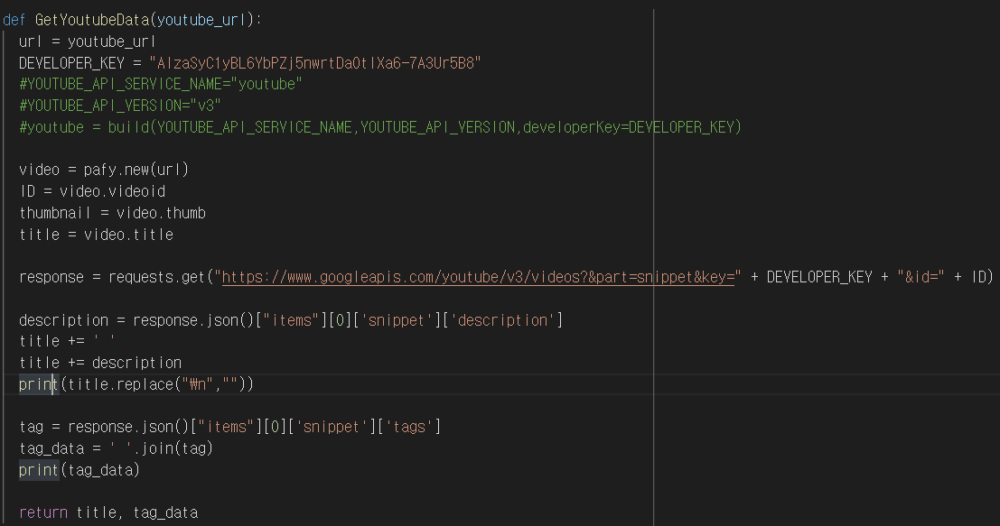 def GetYoutubeData(youtube_url):
url = youtube_url
DEVELOPER_KEY = "AIzaSyC1yBL6YbPZj5nwrtDaOtIXa6-7A3Ur5B8"
#YOUTUBE_API_SERVICE_NAME="youtube"
#YOUTUBE_API_VERSION="v3"
#youtube = build(YOUTUBE_API_SERVICE_NAME,YOUTUBE_API_VERSION,developerKey=DEVELOPER_KEY)
video = pafy.new(url)
ID = video.videoid
thumbnail = video.thumb
title = video.title
response = requests.get("https://www.googleapis.com/youtube/v3/videos?&part=snippet&key=" + DEVELOPER_KEY + "&id=" + ID)
description = response.json()["items"][0]['snippet']['description']
title += ' '
title += description
print(title.replace("₩n",""))
tag = response.json()["items"][0]['snippet']['tags']
tag_data = ' '.join(tag)
print(tag_data)
return title, tag_data